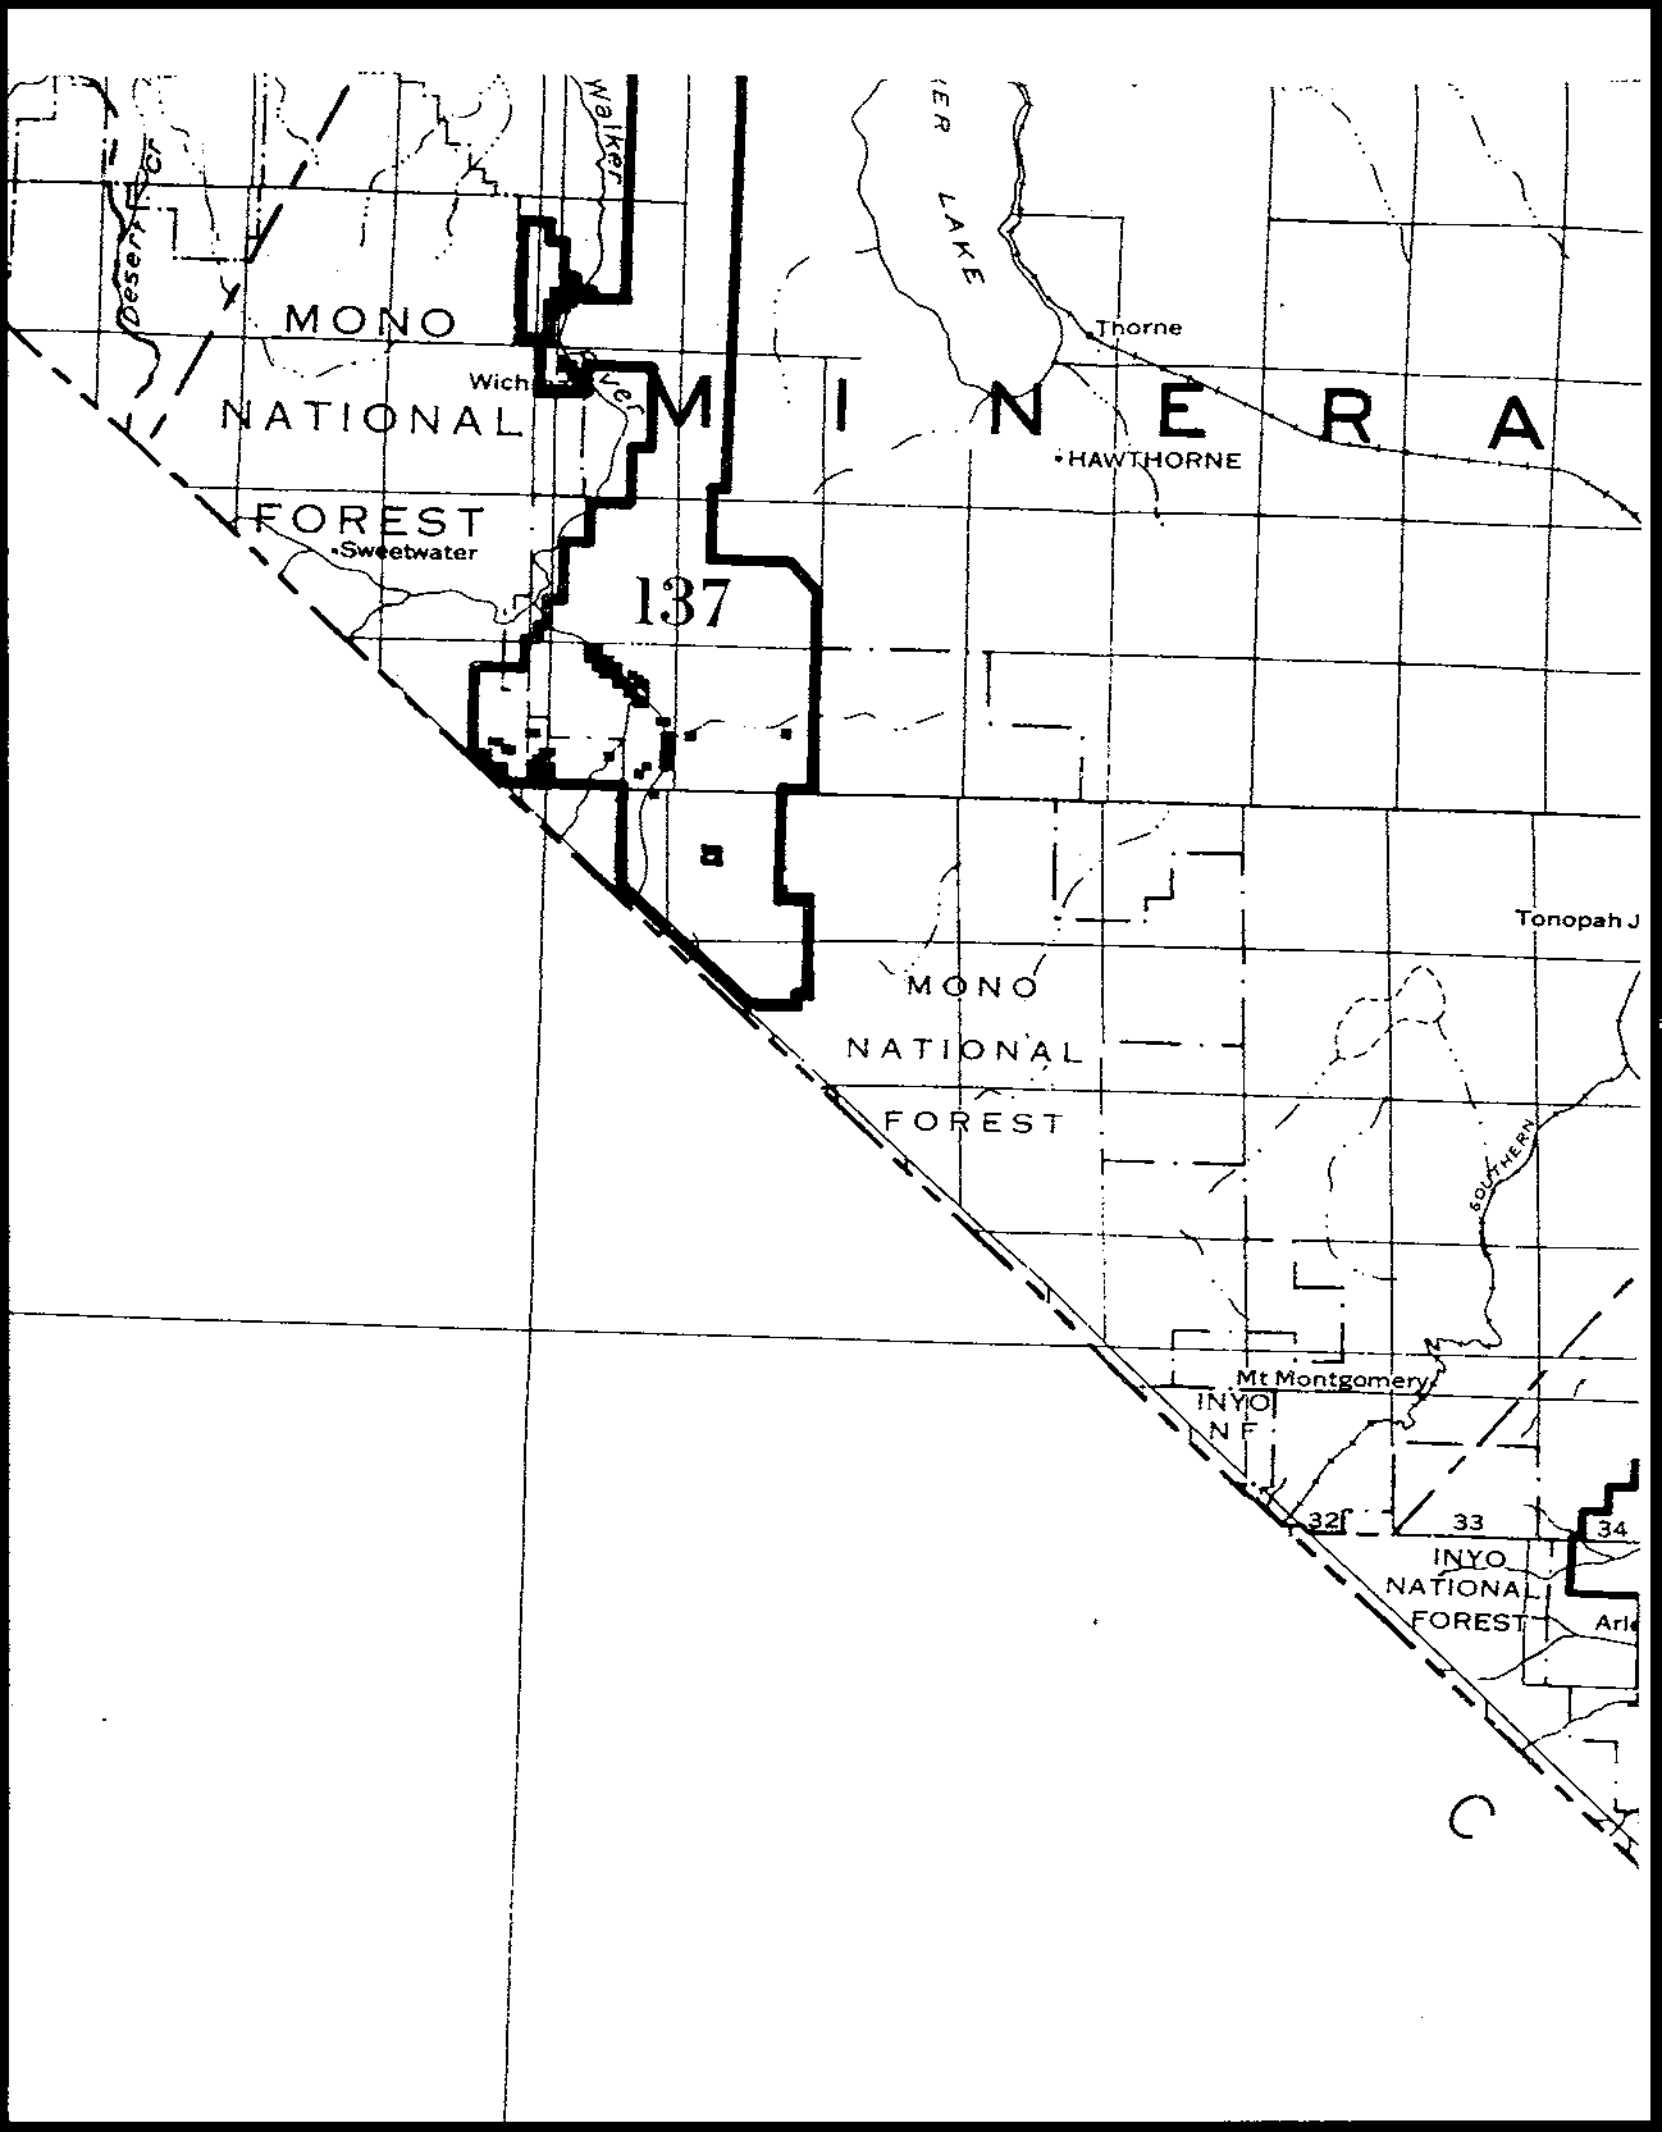 Walker
IER
LAKE
Desert Cr
MONO
Thorne
Wich
ver
NATIONAL
M I N E R A
HAWTHORNE
FOREST
Sweetwater
137
Tonopah J
MONO
NATIONAL
FOREST
SOUTHERN
Mt Montgomery
INYO
N F
32
33
34
INYO
NATIONAL
FOREST
Arl
C